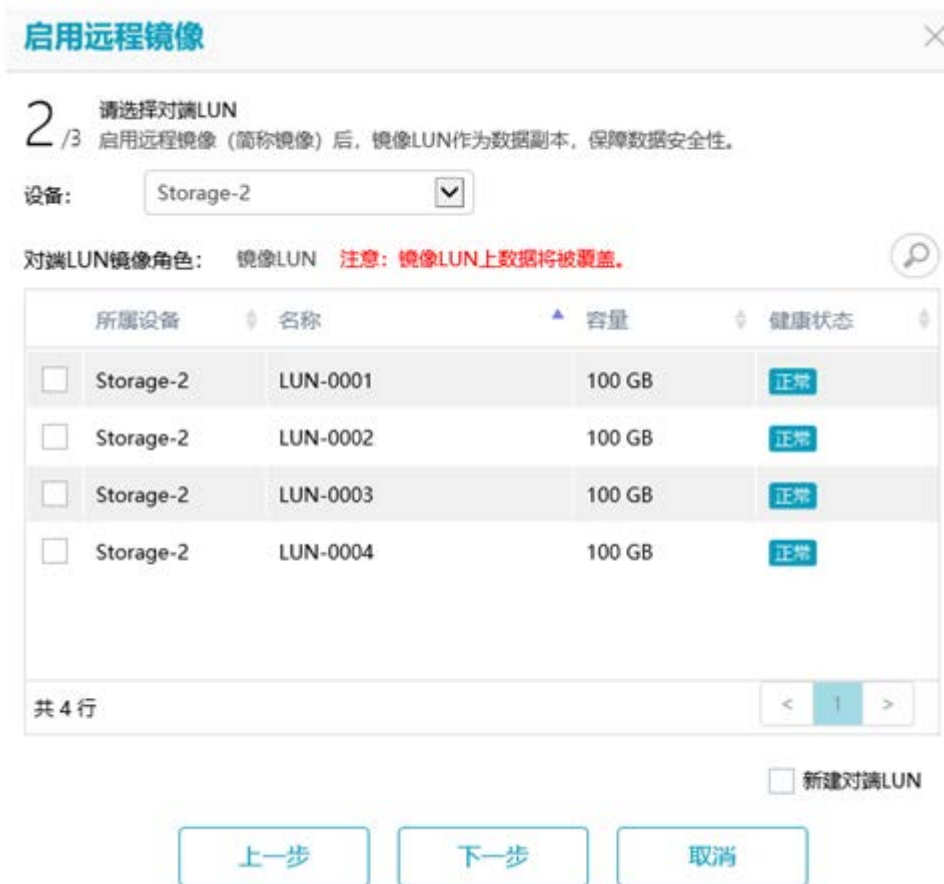 启用远程镜像
2/3 请选择对端LUN
启用远程镜像（简称镜像）后，镜像LUN作为数据副本，保障数据安全性。
设备： Storage-2
对端LUN镜像角色： 镜像LUN 注意：镜像LUN上数据将被覆盖。
所属设备 名称 容量 健康状态
Storage-2 LUN-0001 100 GB 正常
Storage-2 LUN-0002 100 GB 正常
Storage-2 LUN-0003 100 GB 正常
Storage-2 LUN-0004 100 GB 正常
共 4 行 < 1 >
新建对端LUN
上一步 下一步 取消